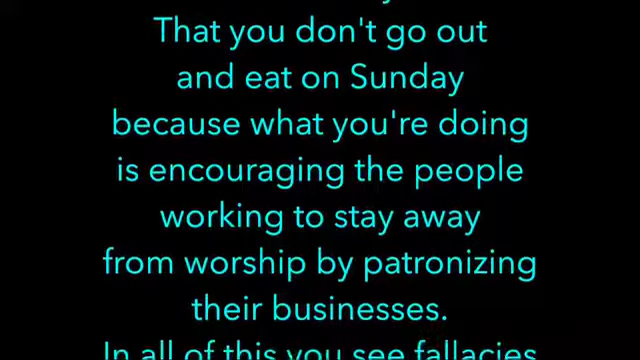 That you don't go out
and eat on Sunday
because what you're doing
is encouraging the people
working to stay away
from worship by patronizing
their businesses.
In all of this you see fallacies